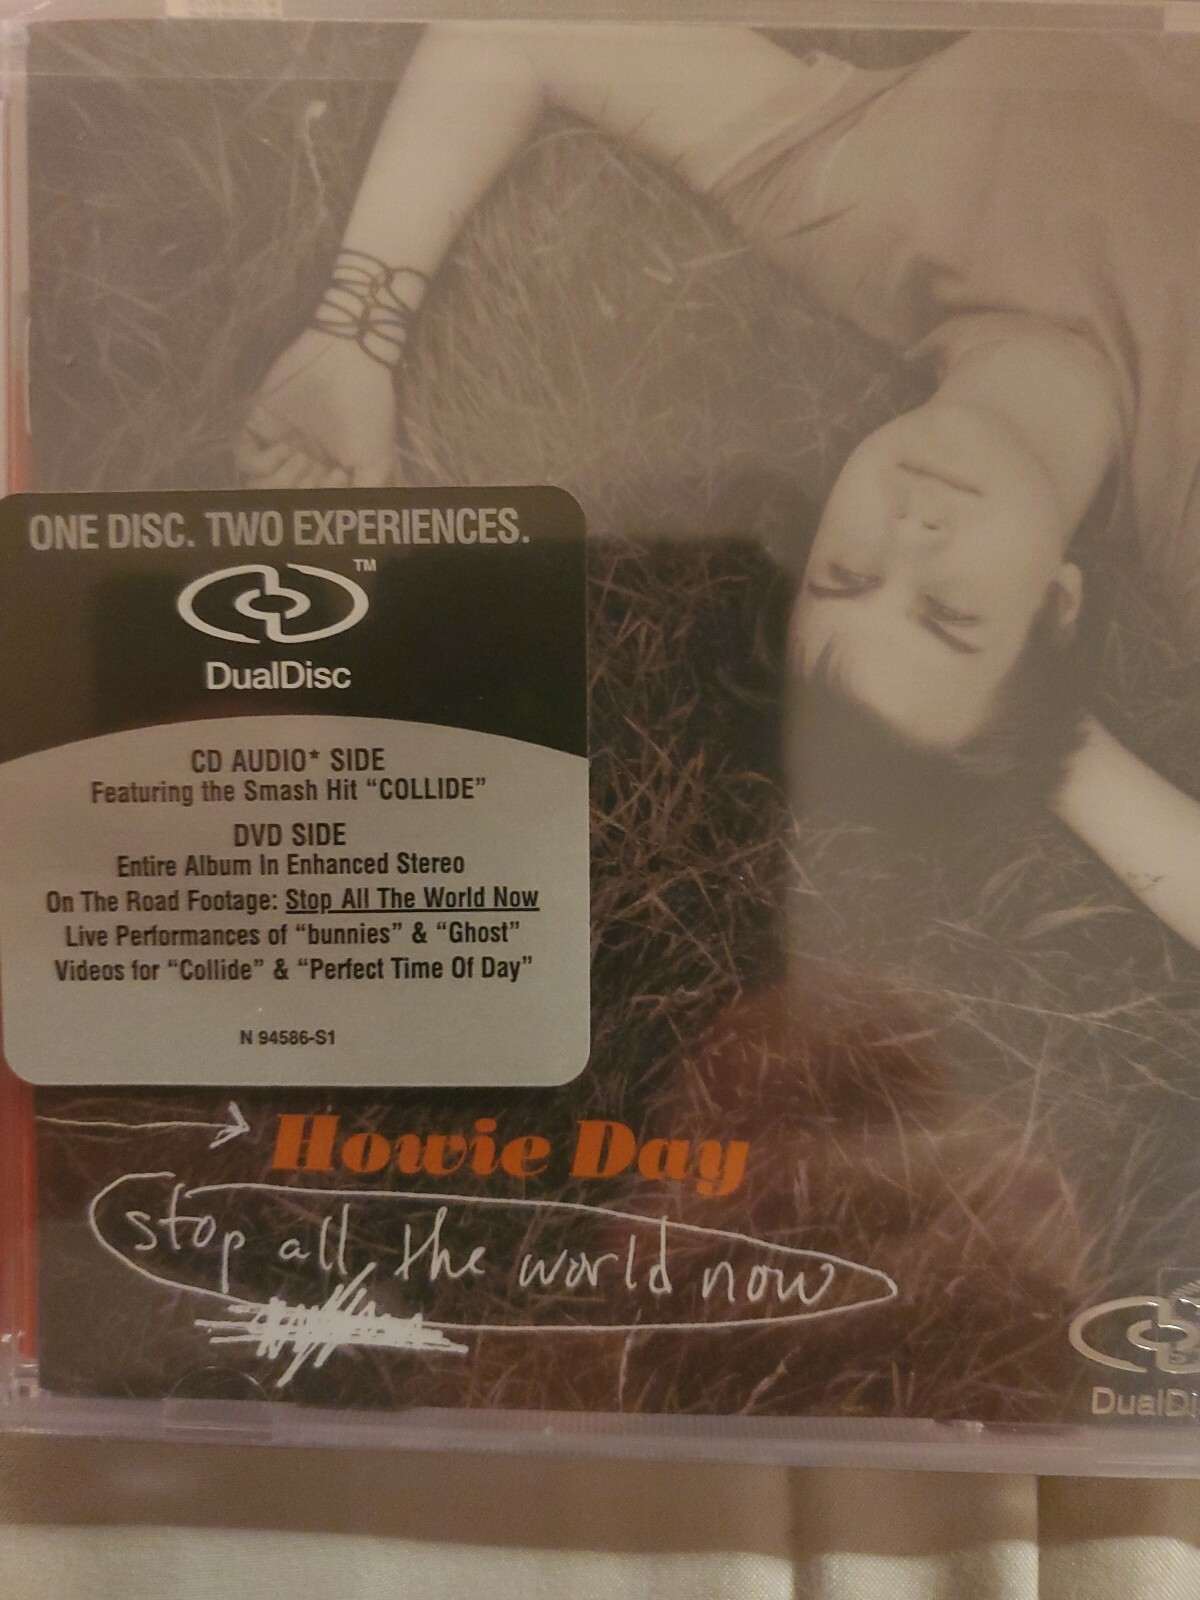 ONE DISC. TWO EXPERIENCES.
TM
DualDisc
CD AUDIO* SIDE
Featuring the Smash Hit “COLLIDE”
DVD SIDE
Entire Album In Enhanced Stereo
On The Road Footage: Stop All The World Now
Live Performances of “bunnies” & “Ghost”
Videos for “Collide” & “Perfect Time Of Day”
N 94586-S1
Howie Day
stop all the world now
DualDi